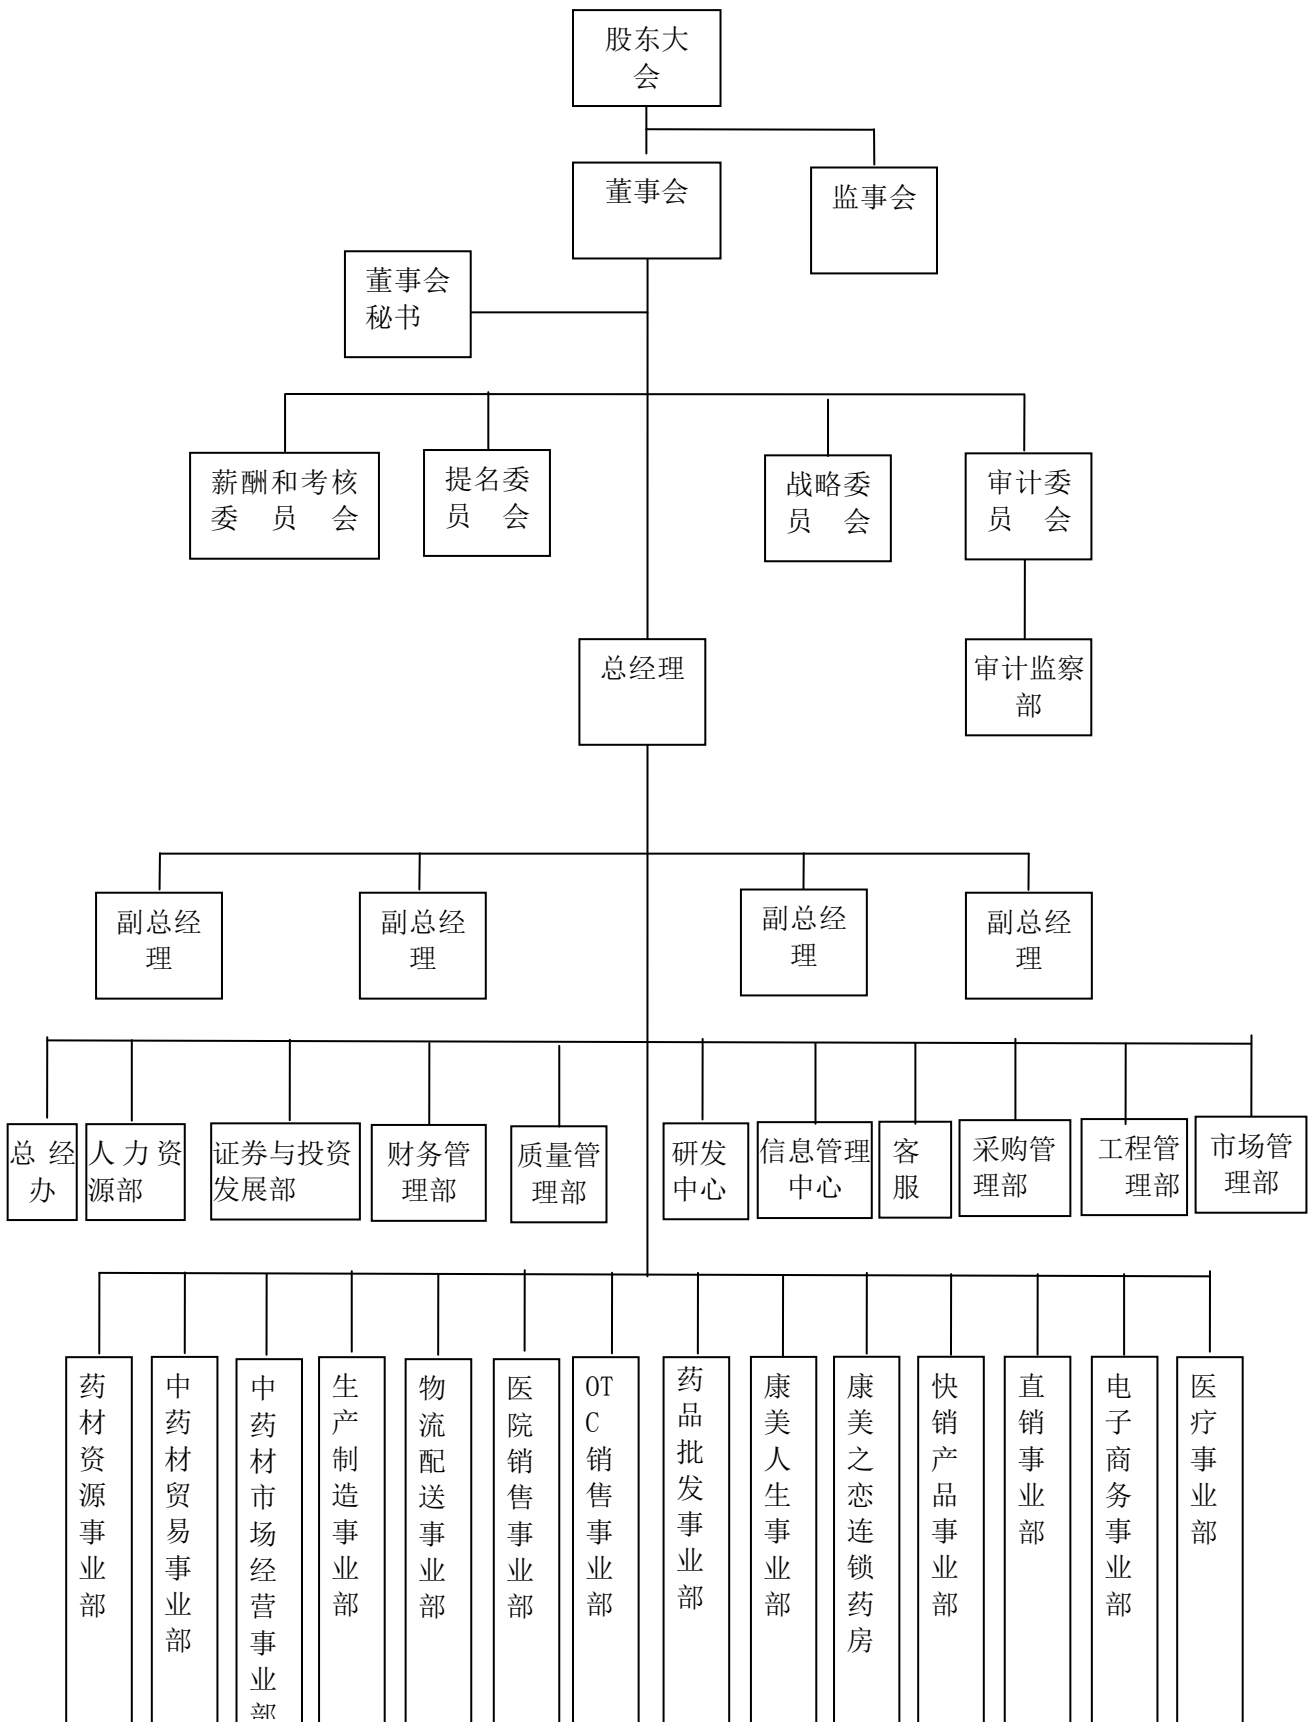 股东大
会
董事会
监事会
董事会
秘书
薪酬和考核
委员会
提名委
员会
战略委
员会
审计委
员会
总经理
审计监察
部
副总经
理
副总经
理
副总经
理
副总经
理
总经
办
人力资
源部
证券与投资
发展部
财务管
理部
质量管
理部
研发
中心
信息管理
中心
客
服
采购管
理部
工程管
理部
市场管
理部
药材资源事业部
中药材贸易事业部
中药材市场经营事业部
生产制造事业部
物流配送事业部
医院销售事业部
OT
C
销售事业部
药品批发事业部
康美人生事业部
康美之恋连锁药房
快销产品事业部
直销事业部
电子商务事业部
医疗事业部